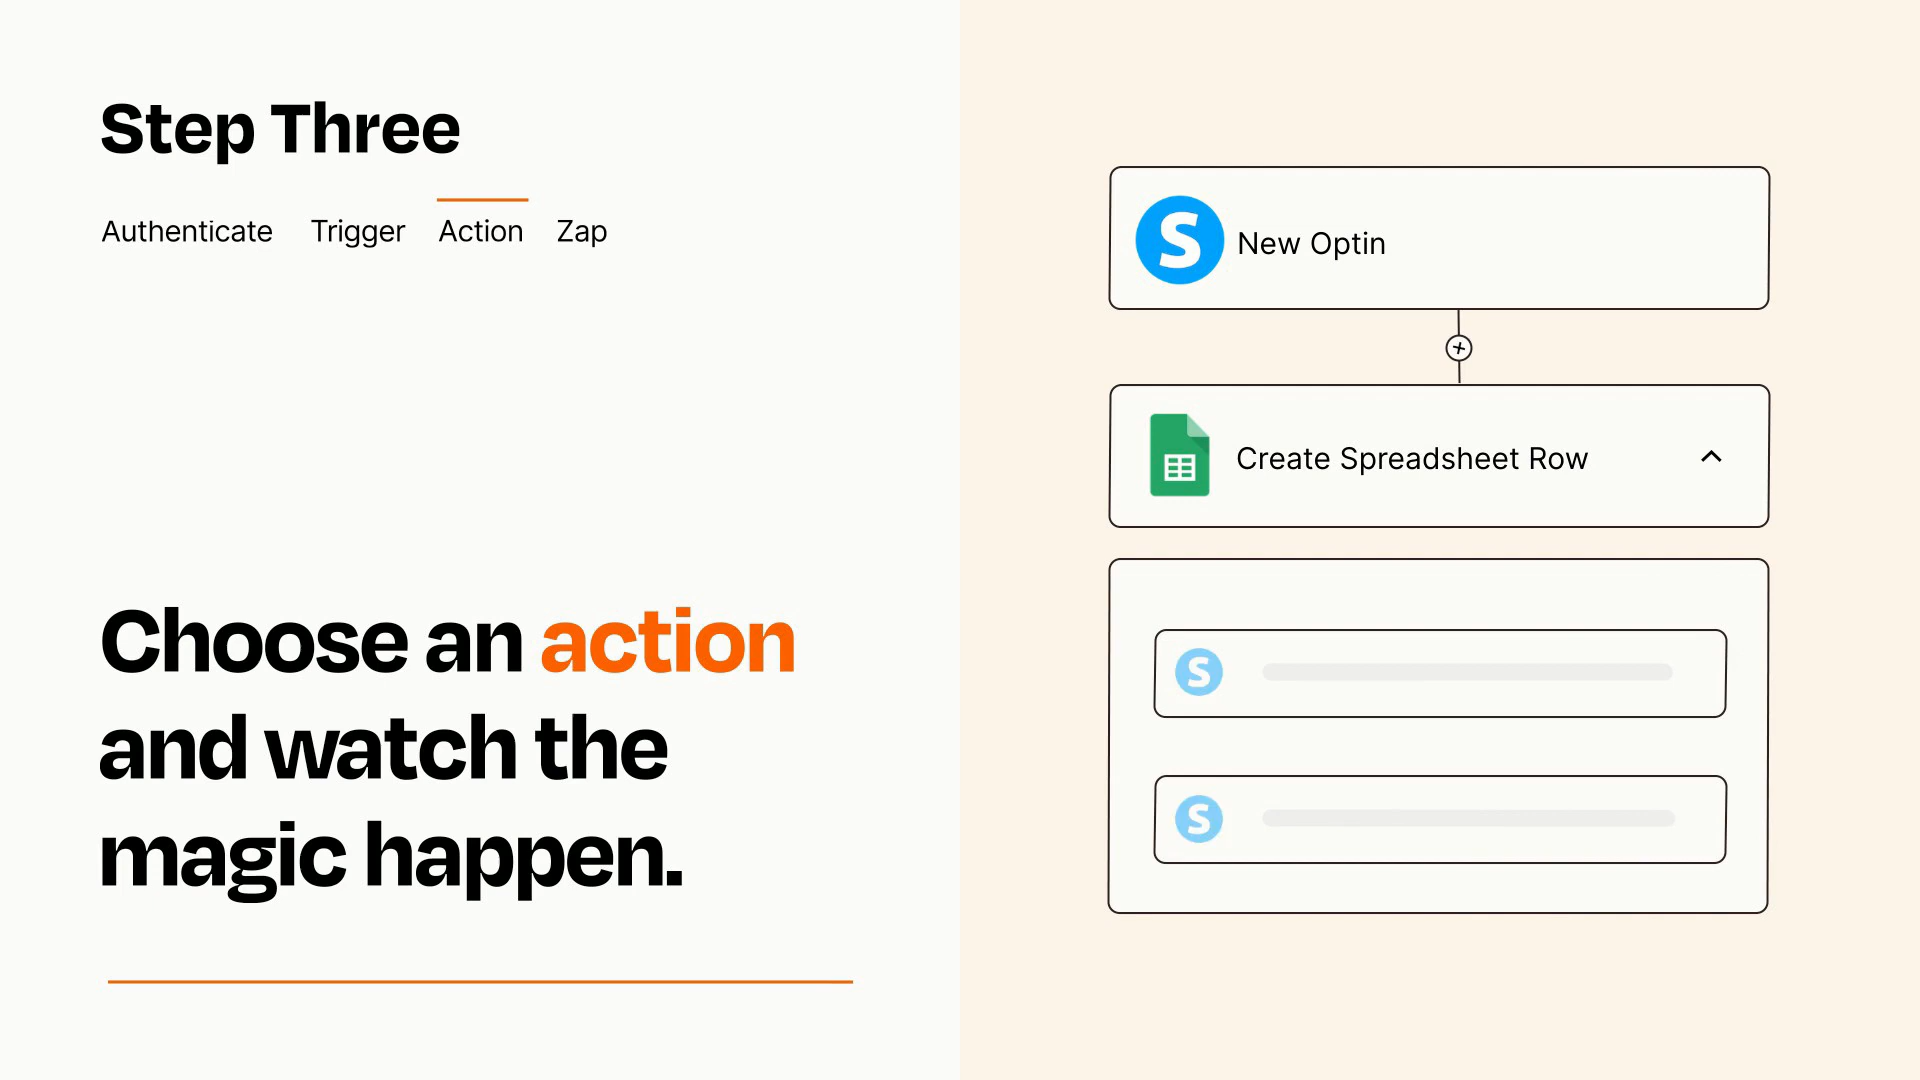 Step Three
Authenticate Trigger Action Zap
Choose an action
and watch the
magic happen.
S New Optin
Create Spreadsheet Row
S
S